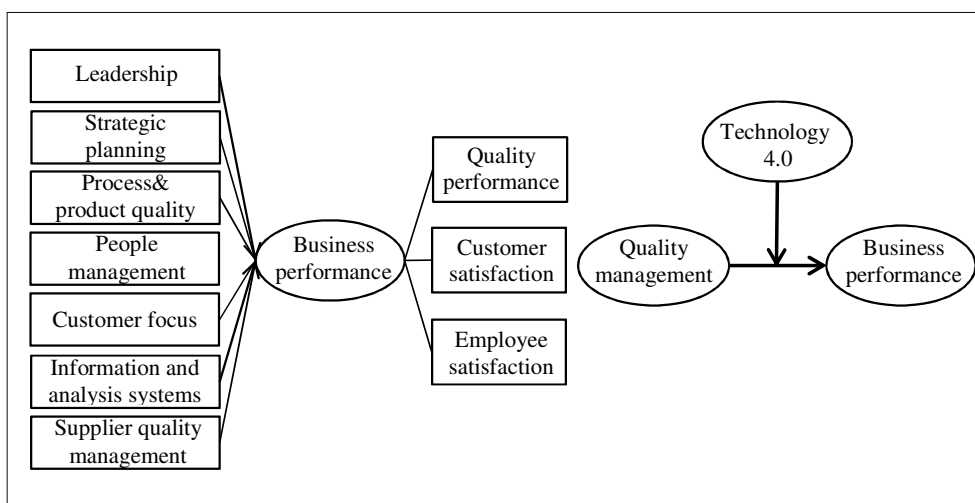 Leadership
Strategic
planning
Process&
product quality
People
management
Customer focus
Information and
analysis systems
Supplier quality
management
Business
performance
Quality
performance
Customer
satisfaction
Employee
satisfaction
Technology
4.0
Quality
management
Business
performance